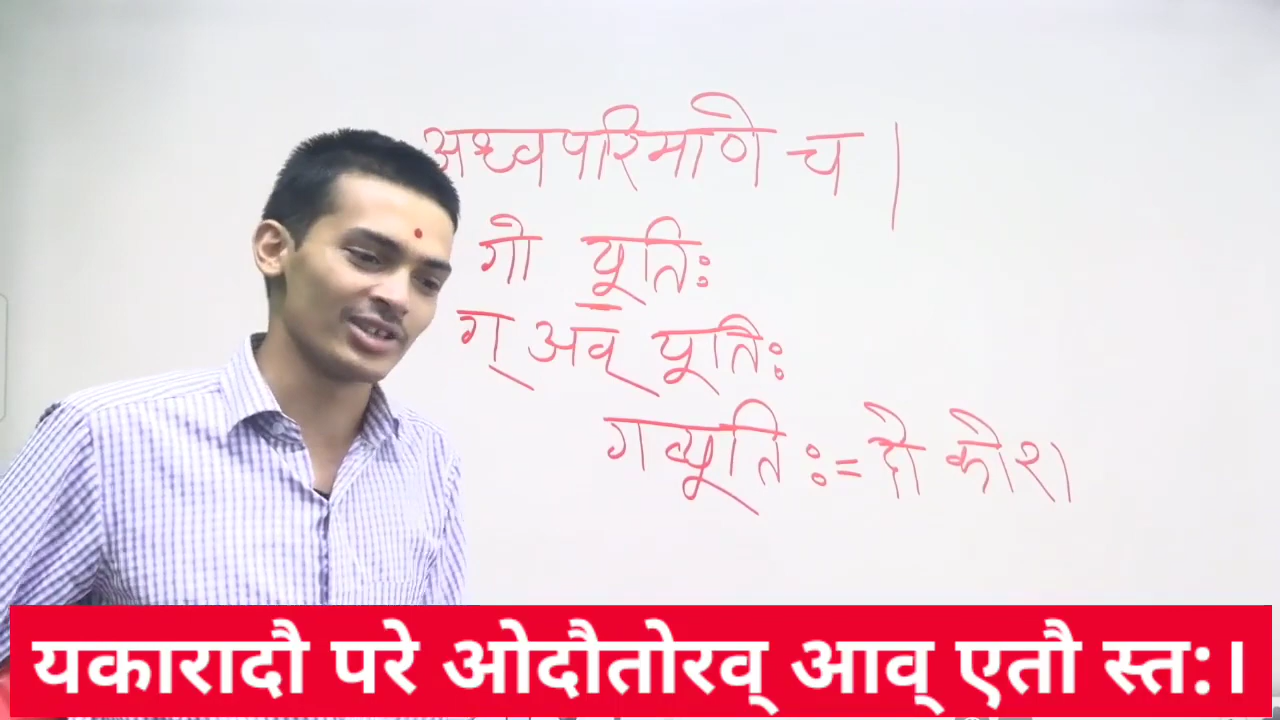 अध्वपरिमाणे च ।
गो यूतिः
ग् अव् यूतिः
गव्यूतिः = दो कोश
यकारादौ परे ओदौतोरव् आव् एतौ स्तः।